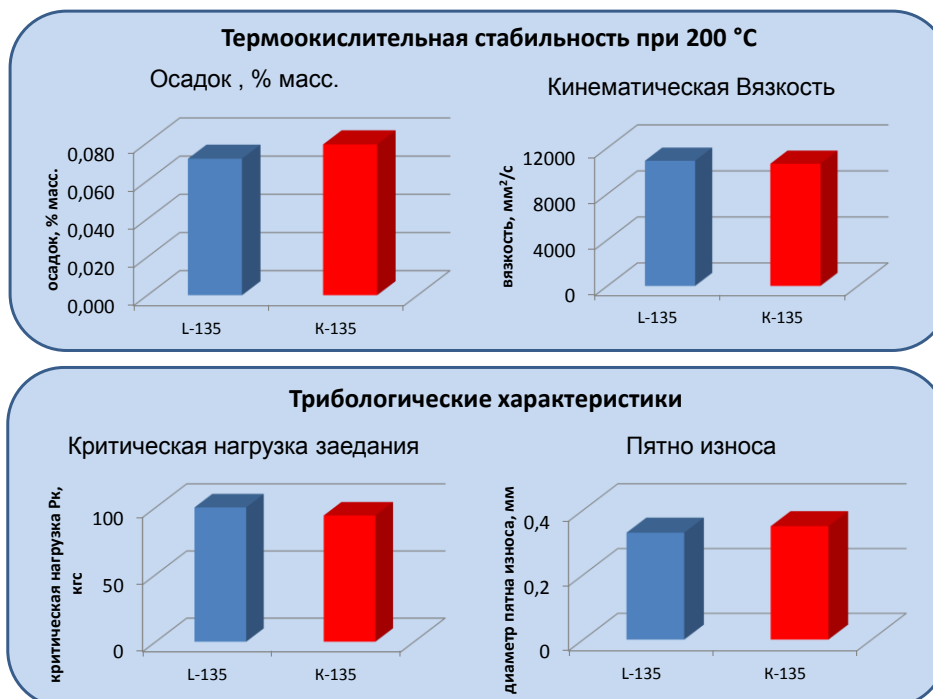 Термоокислительная стабильность при 200 °C
Осадок , % масс.
Кинематическая Вязкость
осадок, % масс.
0,080
0,060
0,040
0,020
0,000
L-135
К-135
вязкость, мм²/с
12000
8000
4000
0
L-135
К-135
Трибологические характеристики
Критическая нагрузка заедания
Пятно износа
критическая нагрузка Рк,
кгс
100
50
0
L-135
К-135
диаметр пятна износа, мм
0,4
0,2
0
L-135
К-135